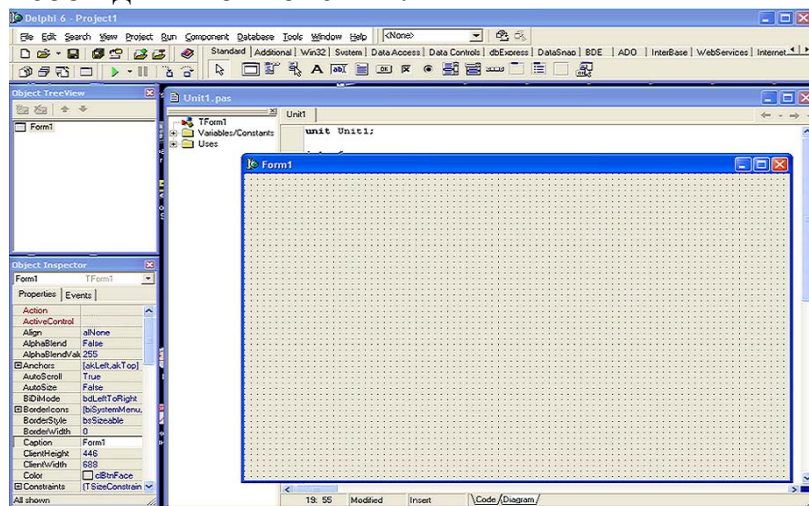 Delphi 6 - Project1
File Edit Search View Project Run Component Database Tools Window Help <None>
Standard Additional Win32 System Data Access Data Controls dbExpress DataSnap BDE ADO InterBase WebServices Internet
Object TreeView
Form1
Unit1.pas
TForm1
Variables/Constants
Uses
Unit1
unit Unit1;
Form1
Object Inspector
Form1 TForm1
Properties Events
Action
ActiveControl
Align alNone
AlphaBlend False
AlphaBlendVal 255
Anchors [akLeft,akTop]
AutoScroll True
AutoSize False
BiDiMode bdLeftToRight
BorderIcons [biSystemMenu,
BorderStyle bsSizeable
BorderWidth 0
Caption Form1
ClientHeight 446
ClientWidth 688
Color clBtnFace
Constraints (TSizeConstrain
All shown
19: 55 Modified Insert Code Diagram